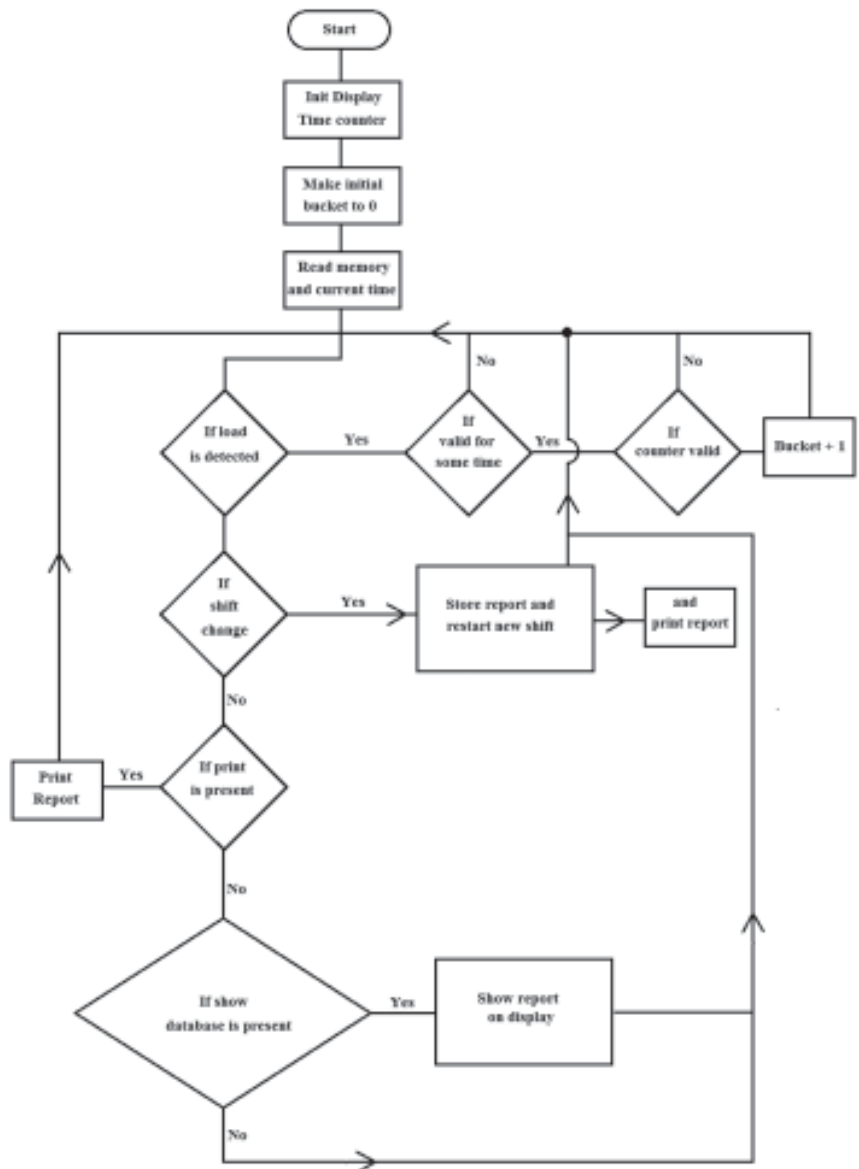 Start
Init Display
Time counter
Make initial
bucket to 0
Read memory
and current time
No
No
If load
is detected
Yes
If
valid for
some time
Yes
If
counter valid
Bucket + 1
If
shift
change
Yes
Store report and
restart new shift
and
print report
No
Print
Report
Yes
If print
is present
No
If show
database is present
Yes
Show report
on display
No